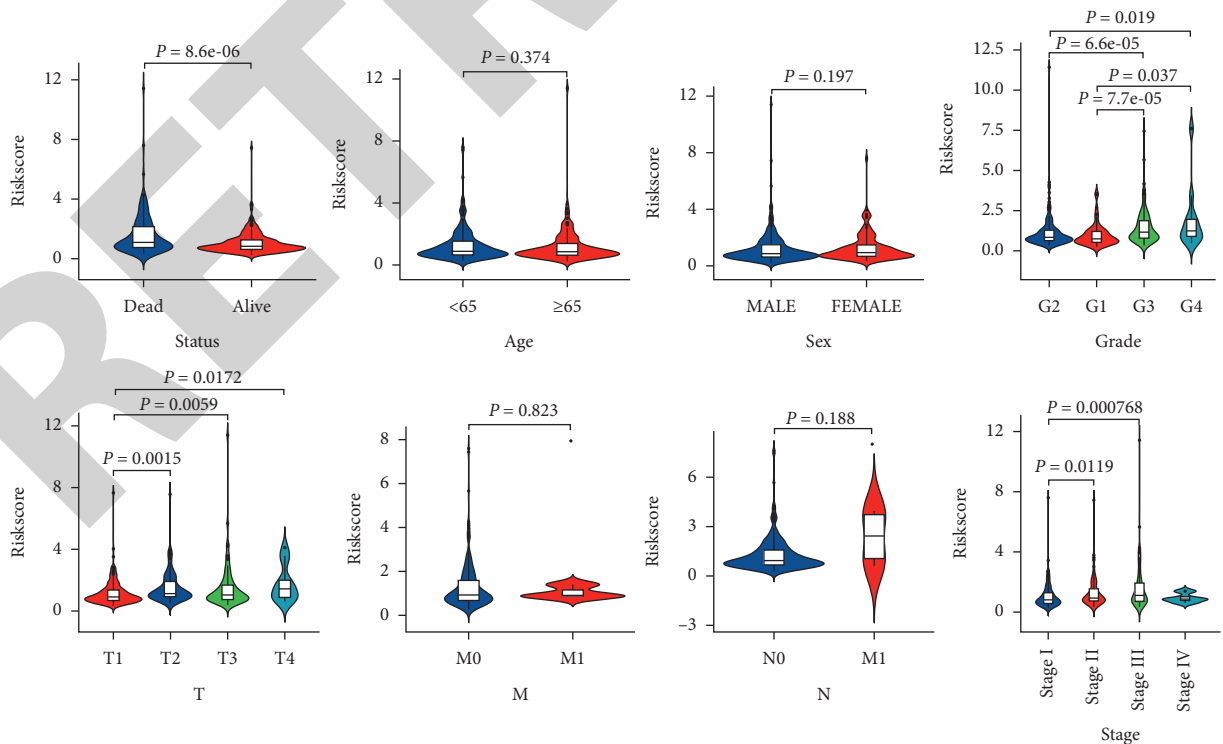 P = 8.6e-06
12
8
4
0
Riskscore
Dead
Alive
Status
P = 0.374
12
8
4
0
Riskscore
<65
≥65
Age
P = 0.197
12
8
4
0
Riskscore
MALE
FEMALE
Sex
P = 0.019
P = 6.6e-05
P = 0.037
P = 7.7e-05
12.5
10.0
7.5
5.0
2.5
0.0
Riskscore
G2
G1
G3
G4
Grade
P = 0.0172
P = 0.0059
P = 0.0015
12
8
4
0
Riskscore
T1
T2
T3
T4
T
P = 0.823
8
6
4
2
0
Riskscore
M0
M1
M
P = 0.188
6
3
0
–3
Riskscore
N0
M1
N
P = 0.000768
P = 0.0119
12
8
4
0
Riskscore
Stage I
Stage II
Stage III
Stage IV
Stage